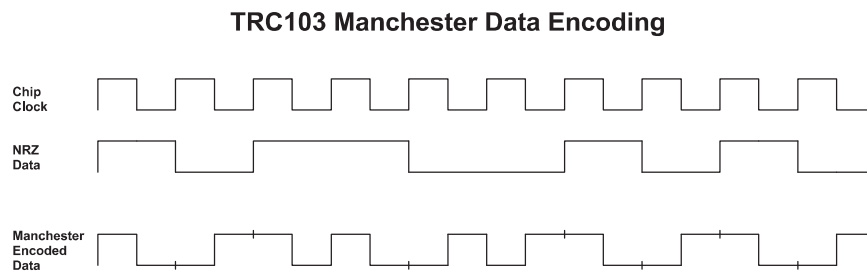 TRC103 Manchester Data Encoding
Chip
Clock
NRZ
Data
Manchester
Encoded
Data